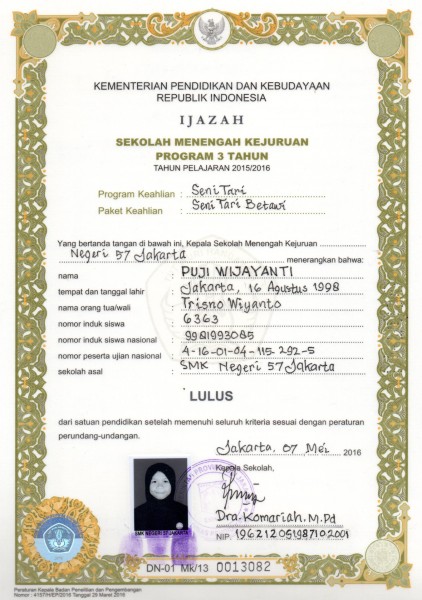 KEMENTERIAN PENDIDIKAN DAN KEBUDAYAAN
REPUBLIK INDONESIA
IJAZAH
SEKOLAH MENENGAH KEJURUAN
PROGRAM 3 TAHUN
TAHUN PELAJARAN 2015/2016
Program Keahlian : Seni Tari
Paket Keahlian : Seni Tari Betawi
Yang bertanda tangan di bawah ini, Kepala Sekolah Menengah Kejuruan
Negeri 57 Jakarta menerangkan bahwa:
nama : PUJI WIJAYANTI
tempat dan tanggal lahir : Jakarta, 16 Agustus 1998
nama orang tua/wali : Trisno Wiyanto
nomor induk siswa : 6363
nomor induk siswa nasional : 9981993085
nomor peserta ujian nasional : 4-16-01-04-115-292-5
sekolah asal : SMK Negeri 57 Jakarta
LULUS
dari satuan pendidikan setelah memenuhi seluruh kriteria sesuai dengan peraturan
perundang-undangan.
Jakarta, 07 Mei 2016
Kepala Sekolah,
Dra. Komariah, M.Pd
NIP. 196212051987102001
SMK NEGERI 57 JAKARTA
DN-01 Mk/13 0013082
Peraturan Kepala Badan Penelitian dan Pengembangan
Nomor : 4157/H/EP/2016 Tanggal 29 Maret 2016